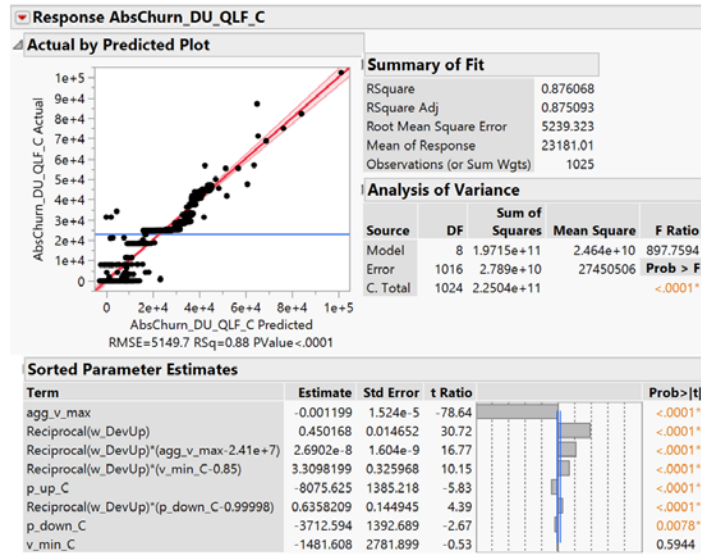 Response AbsChurn_DU_QLF_C
Actual by Predicted Plot
AbsChurn_DU_QLF_C Actual
1e+5
9e+4
8e+4
7e+4
6e+4
5e+4
4e+4
3e+4
2e+4
1e+4
0
0 2e+4 4e+4 6e+4 8e+4 1e+5
AbsChurn_DU_QLF_C Predicted
RMSE=5149.7 RSq=0.88 PValue<.0001
Summary of Fit
RSquare 0.876068
RSquare Adj 0.875093
Root Mean Square Error 5239.323
Mean of Response 23181.01
Observations (or Sum Wgts) 1025
Analysis of Variance
Sum of
Source DF Squares Mean Square F Ratio
Model 8 1.9715e+11 2.464e+10 897.7594
Error 1016 2.789e+10 27450506 Prob > F
C. Total 1024 2.2504e+11 <.0001*
Sorted Parameter Estimates
Term Estimate Std Error t Ratio Prob>|t|
agg_v_max -0.001199 1.524e-5 -78.64 <.0001*
Reciprocal(w_DevUp) 0.450168 0.014652 30.72 <.0001*
Reciprocal(w_DevUp)*(agg_v_max-2.41e+7) 2.6902e-8 1.604e-9 16.77 <.0001*
Reciprocal(w_DevUp)*(v_min_C-0.85) 3.3098199 0.325968 10.15 <.0001*
p_up_C -8075.625 1385.218 -5.83 <.0001*
Reciprocal(w_DevUp)*(p_down_C-0.99998) 0.6358209 0.144945 4.39 <.0001*
p_down_C -3712.594 1392.689 -2.67 0.0078*
v_min_C -1481.608 2781.899 -0.53 0.5944